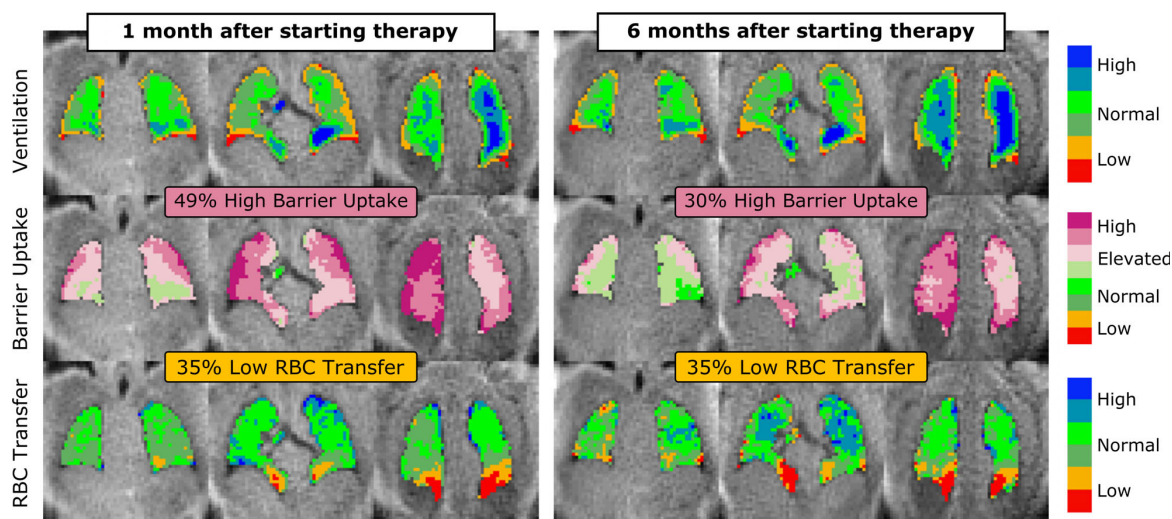 1 month after starting therapy
6 months after starting therapy
Ventilation
High
Normal
Low
49% High Barrier Uptake
30% High Barrier Uptake
Barrier Uptake
High
Elevated
Normal
Low
35% Low RBC Transfer
35% Low RBC Transfer
RBC Transfer
High
Normal
Low